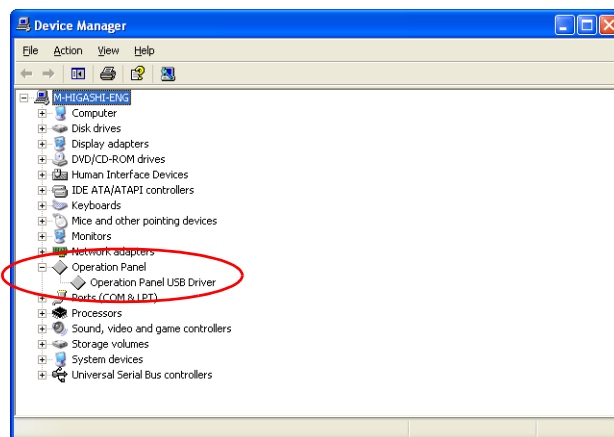 Device Manager
File Action View Help
M-HIGASHI-ENG
Computer
Disk drives
Display adapters
DVD/CD-ROM drives
Human Interface Devices
IDE ATA/ATAPI controllers
Keyboards
Mice and other pointing devices
Monitors
Network adapters
Operation Panel
Operation Panel USB Driver
Ports (COM & LPT)
Processors
Sound, video and game controllers
Storage volumes
System devices
Universal Serial Bus controllers